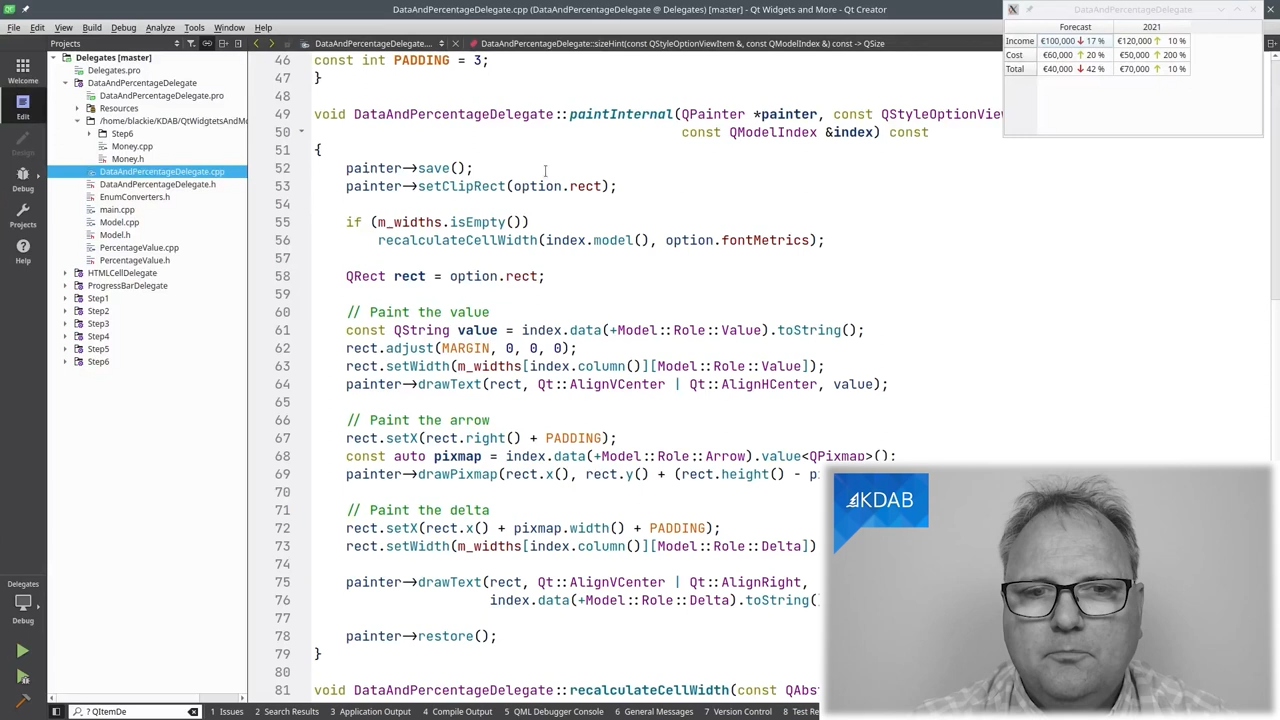 DataAndPercentageDelegate.cpp (DataAndPercentageDelegate @ Delegates) [master] - Qt Widgets and More - Qt Creator
File Edit View Build Debug Analyze Tools Window Help
Projects
DataAndPercentageDelegate....
DataAndPercentageDelegate::sizeHint(const QStyleOptionViewItem &, const QModelIndex &) const -> QSize
Welcome
Edit
Design
Debug
Projects
Help
Delegates
Debug
Delegates [master]
Delegates.pro
DataAndPercentageDelegate
DataAndPercentageDelegate.pro
Resources
/home/blackie/KDAB/QtWidgtetsAndMo
Step6
Money.cpp
Money.h
DataAndPercentageDelegate.cpp
DataAndPercentageDelegate.h
EnumConverters.h
main.cpp
Model.cpp
Model.h
PercentageValue.cpp
PercentageValue.h
HTMLCellDelegate
ProgressBarDelegate
Step1
Step2
Step3
Step4
Step5
Step6
46 const int PADDING = 3;
47 }
48
49 void DataAndPercentageDelegate::paintInternal(QPainter *painter, const QStyleOptionView
50 const QModelIndex &index) const
51 {
52 painter->save();
53 painter->setClipRect(option.rect);
54
55 if (m_widths.isEmpty())
56 recalculateCellWidth(index.model(), option.fontMetrics);
57
58 QRect rect = option.rect;
59
60 // Paint the value
61 const QString value = index.data(+Model::Role::Value).toString();
62 rect.adjust(MARGIN, 0, 0, 0);
63 rect.setWidth(m_widths[index.column()][Model::Role::Value]);
64 painter->drawText(rect, Qt::AlignVCenter | Qt::AlignHCenter, value);
65
66 // Paint the arrow
67 rect.setX(rect.right() + PADDING);
68 const auto pixmap = index.data(+Model::Role::Arrow).value<QPixmap>();
69 painter->drawPixmap(rect.x(), rect.y() + (rect.height() - pi
70
71 // Paint the delta
72 rect.setX(rect.x() + pixmap.width() + PADDING);
73 rect.setWidth(m_widths[index.column()][Model::Role::Delta])
74
75 painter->drawText(rect, Qt::AlignVCenter | Qt::AlignRight,
76 index.data(+Model::Role::Delta).toString()
77
78 painter->restore();
79 }
80
81 void DataAndPercentageDelegate::recalculateCellWidth(const QAbs
DataAndPercentageDelegate
Forecast 2021
Income €100,000 17 % €120,000 10 %
Cost €60,000 20 % €50,000 200 %
Total €40,000 42 % €70,000 10 %
KDAB
? QItemDe
1 Issues 2 Search Results 3 Application Output 4 Compile Output 5 QML Debugger Console 6 General Messages 7 Version Control 8 Test Re